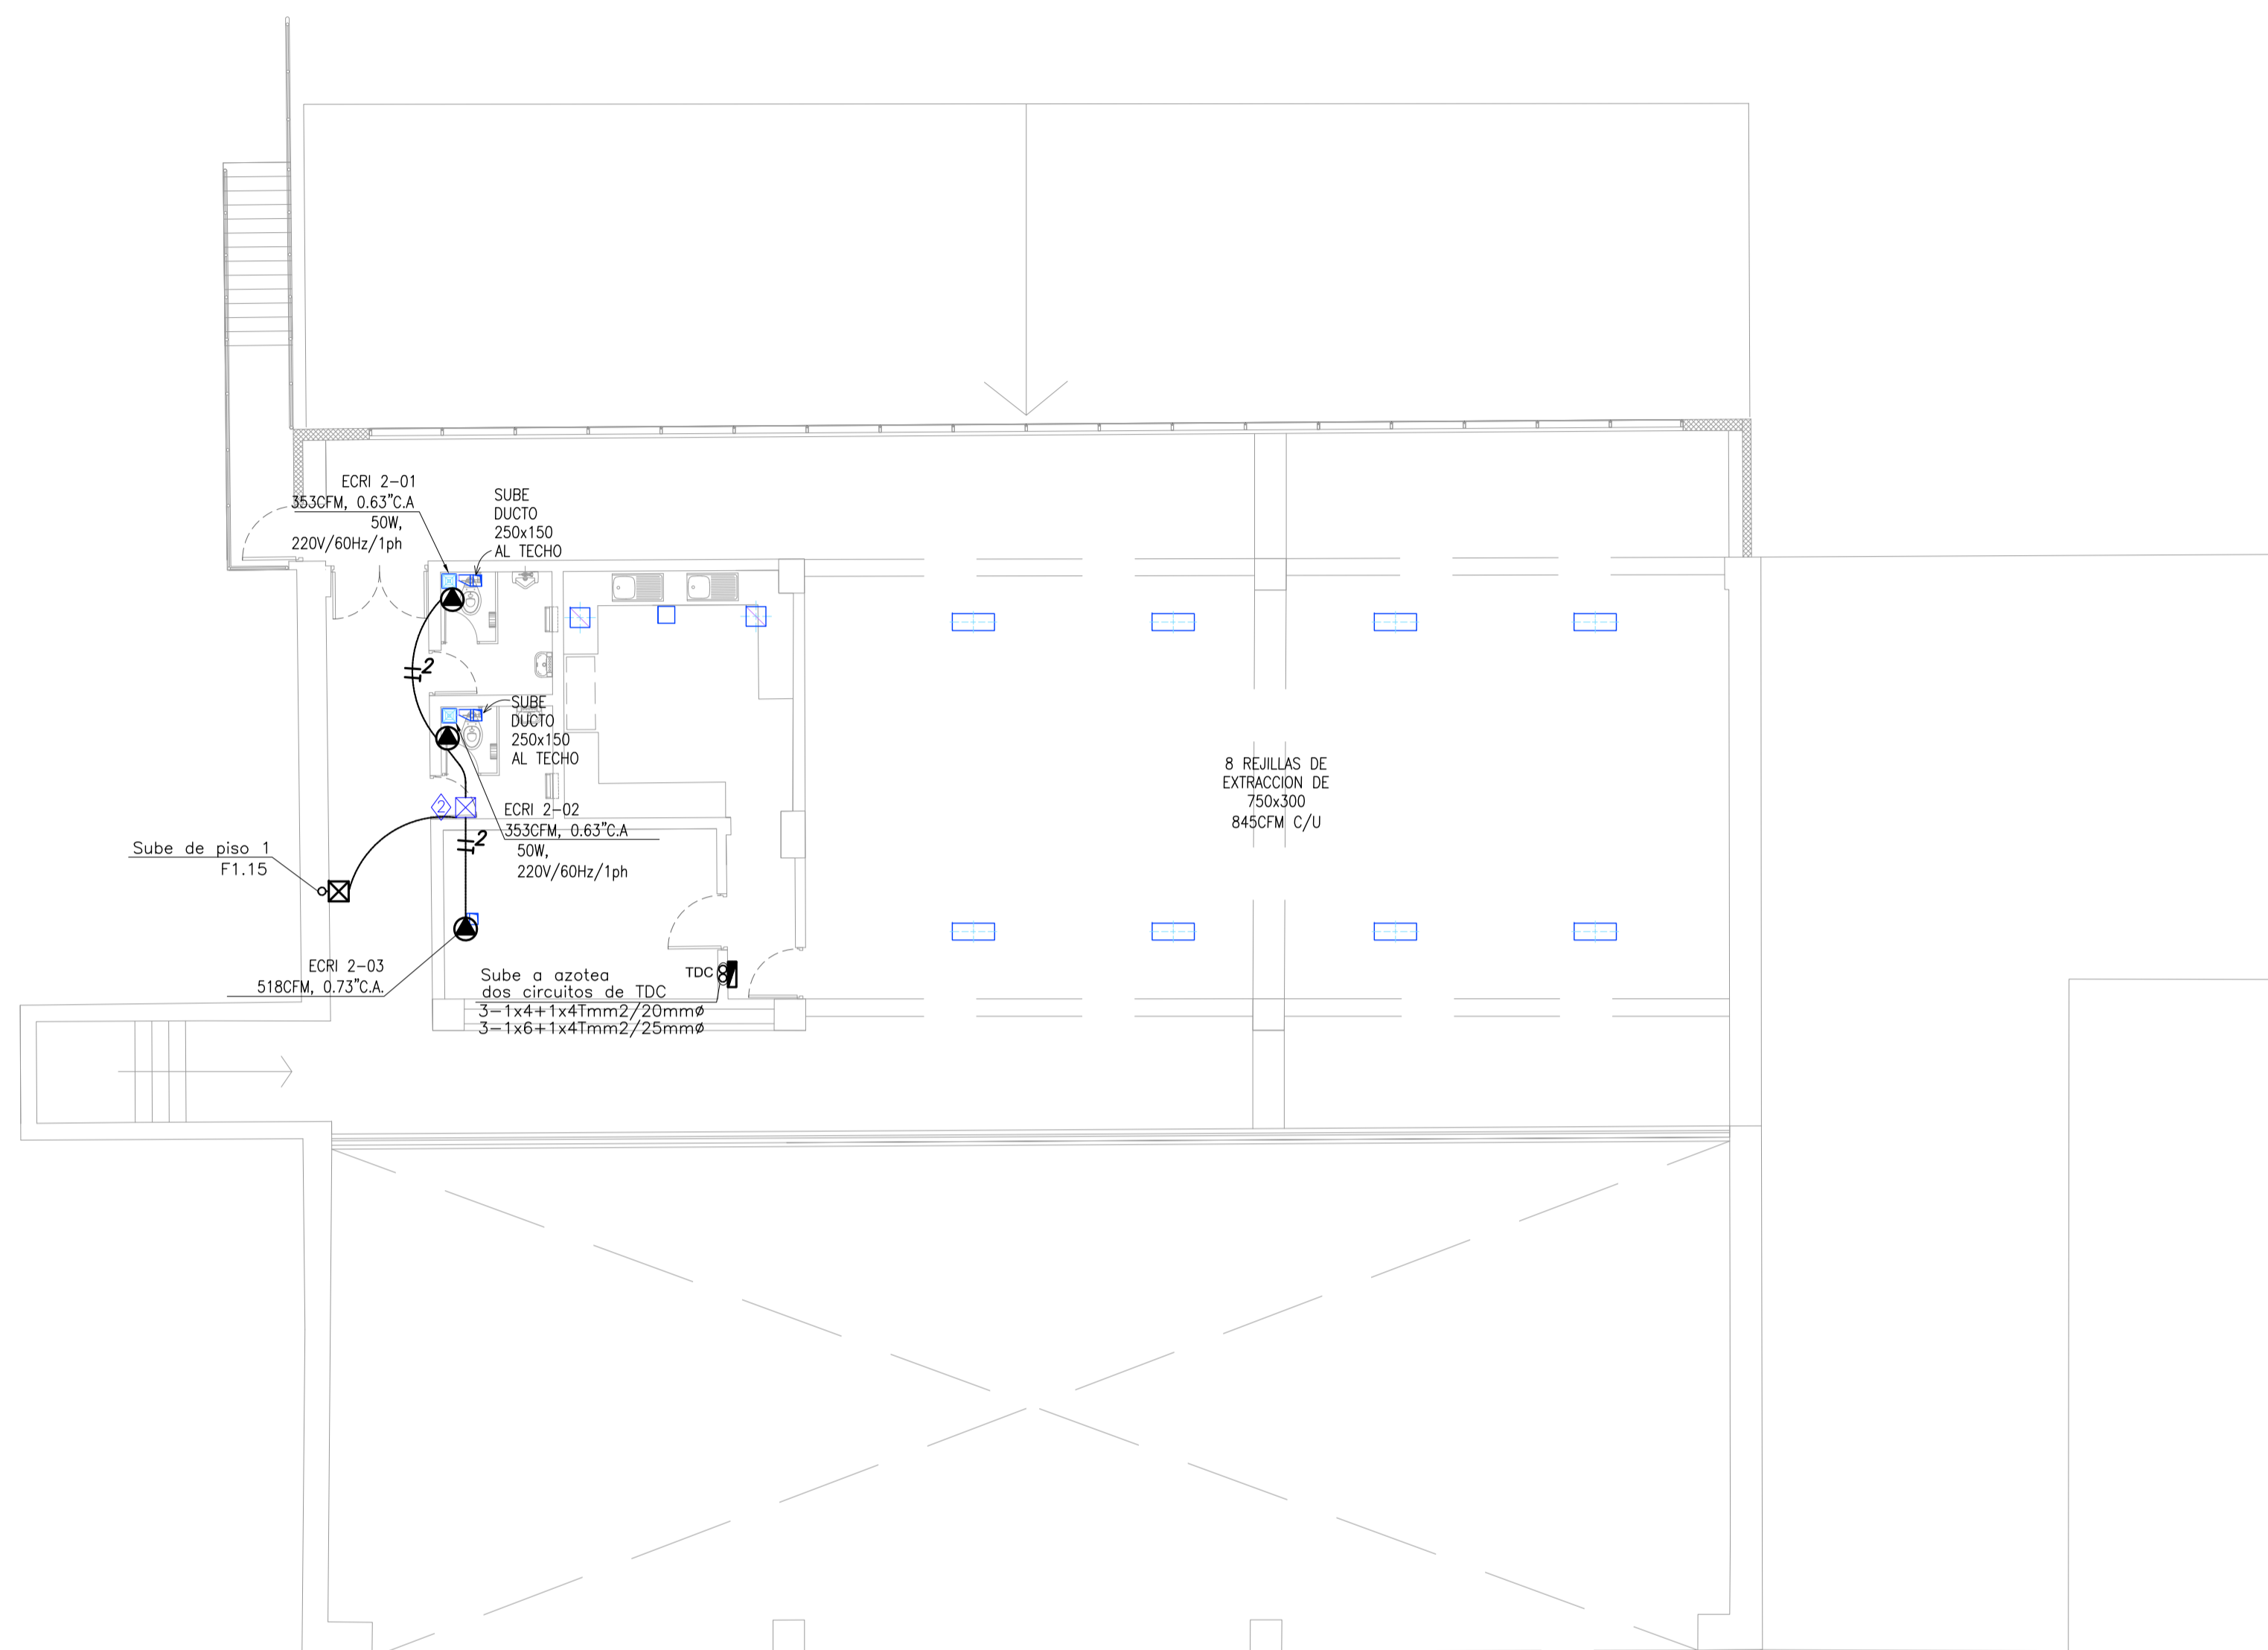 ECRI 2-01
353CFM, 0.63"C.A
50W,
220V/60Hz/1ph
SUBE
DUCTO
250x150
AL TECHO
2
SUBE
DUCTO
250x150
AL TECHO
8 REJILLAS DE
EXTRACCION DE
750x300
845CFM C/U
2
ECRI 2-02
353CFM, 0.63"C.A
50W,
220V/60Hz/1ph
2
Sube de piso 1
F1.15
ECRI 2-03
518CFM, 0.73"C.A.
TDC
Sube a azotea
dos circuitos de TDC
3-1x4+1x4Tmm2/20mmø
3-1x6+1x4Tmm2/25mmø